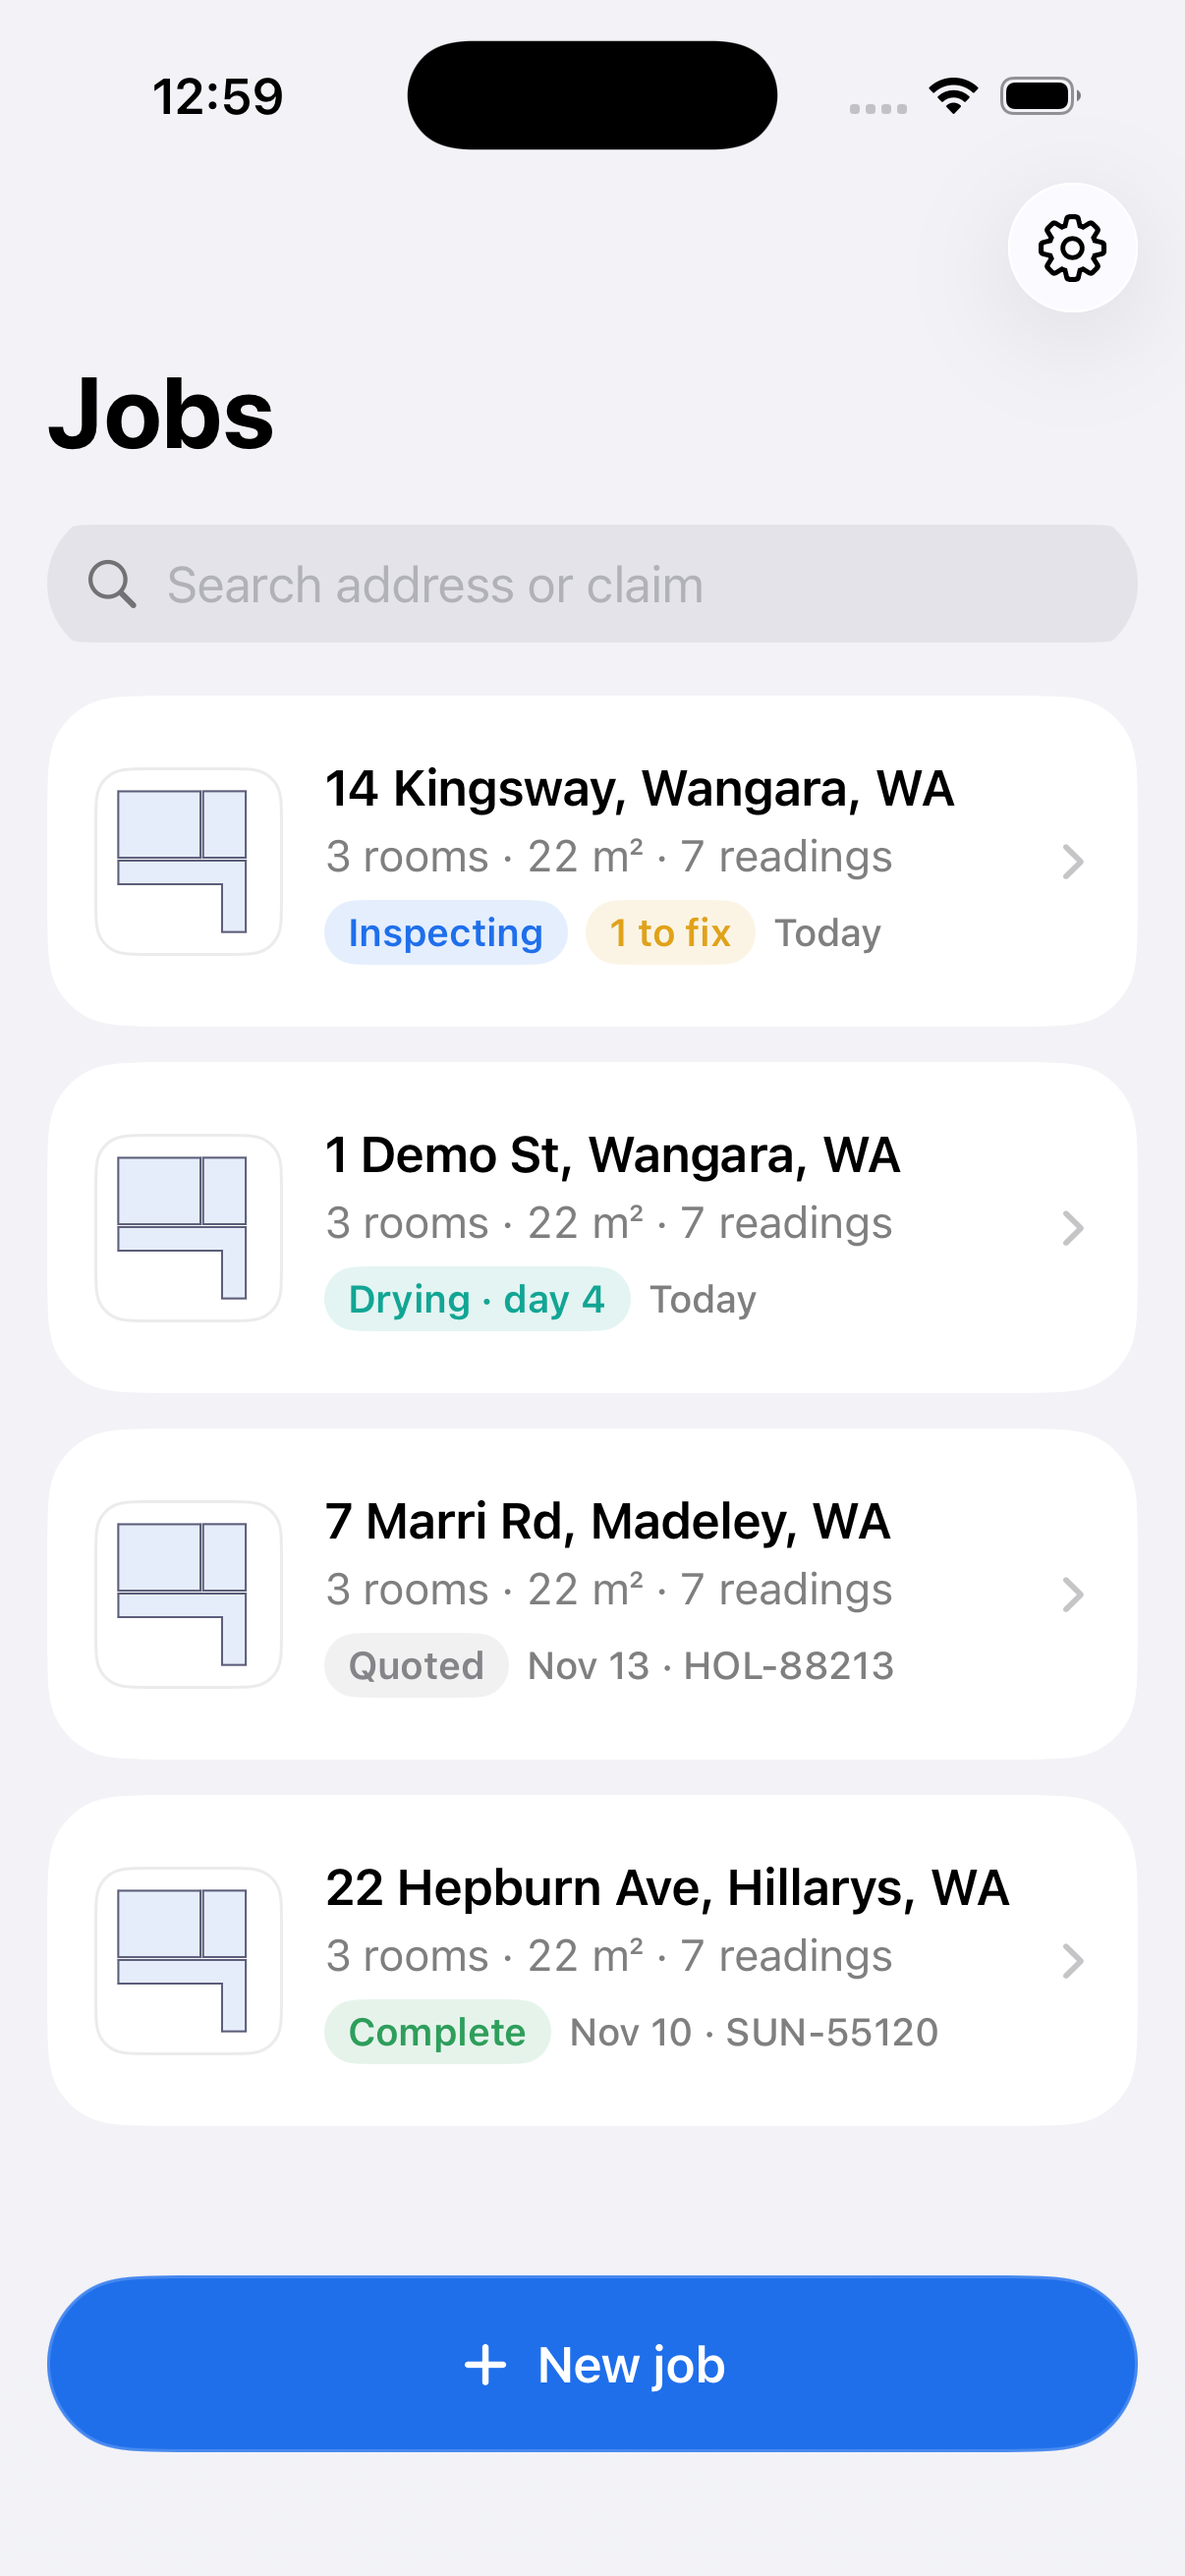 12:59
Jobs
Search address or claim
14 Kingsway, Wangara, WA
3 rooms · 22 m² · 7 readings
Inspecting 1 to fix Today
1 Demo St, Wangara, WA
3 rooms · 22 m² · 7 readings
Drying · day 4 Today
7 Marri Rd, Madeley, WA
3 rooms · 22 m² · 7 readings
Quoted Nov 13 · HOL-88213
22 Hepburn Ave, Hillarys, WA
3 rooms · 22 m² · 7 readings
Complete Nov 10 · SUN-55120
+ New job